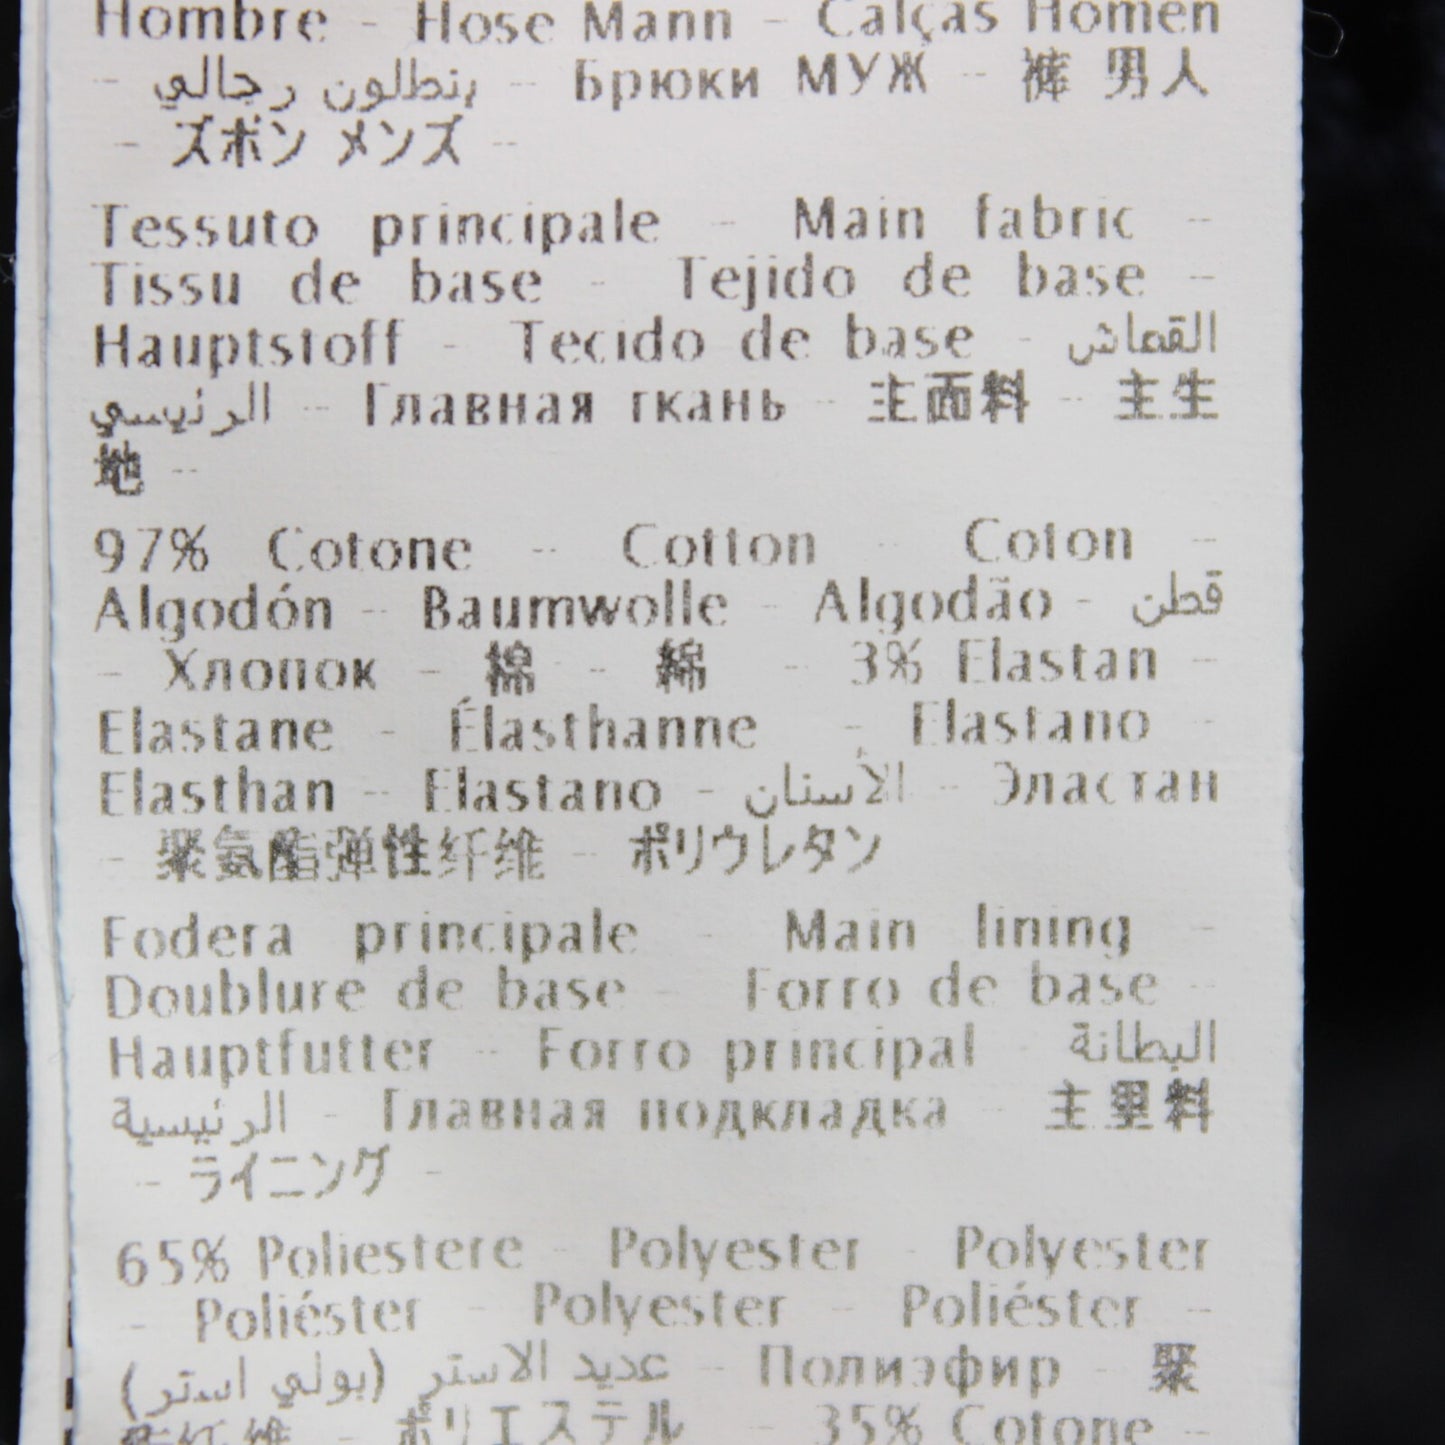 Hombre - Hose Mann - Calças Homen
- بنطلون رجالي - Брюки МУЖ - 裤 男人
- ズボン メンズ -
Tessuto principale - Main fabric -
Tissu de base - Tejido de base -
Hauptstoff - Tecido de base - القماش
الرئيسي - Главная ткань - 主面料 - 主生
地 -
97% Cotone - Cotton - Coton -
Algodón - Baumwolle - Algodão - قطن
- Хлопок - 棉 - 綿 - 3% Elastan -
Elastane - Élasthanne - Elastano -
Elasthan - Elastano - الأسنان - Эластан
- 聚氨酯弹性纤维 - ポリウレタン
Fodera principale - Main lining -
Doublure de base - Forro de base -
Hauptfutter - Forro principal - البطانة
الرئيسية - Главная подкладка - 主里料
- ライニング -
65% Poliestere - Polyester - Polyester
- Poliéster - Polyester - Poliéster -
عديد الاستر (بولي استر) - Полиэфир - 聚
酯纤维 - ポリエステル - 35% Cotone -